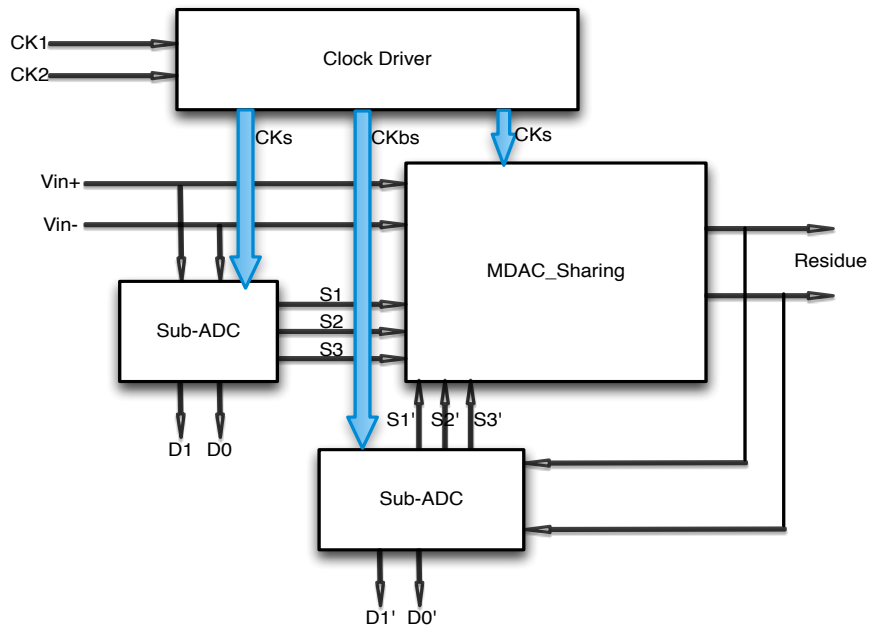 CK1
CK2
Clock Driver
CKs
CKbs
CKs
Vin+
Vin-
MDAC_Sharing
Residue
Sub-ADC
S1
S2
S3
D1
D0
S1'
S2'
S3'
Sub-ADC
D1'
D0'